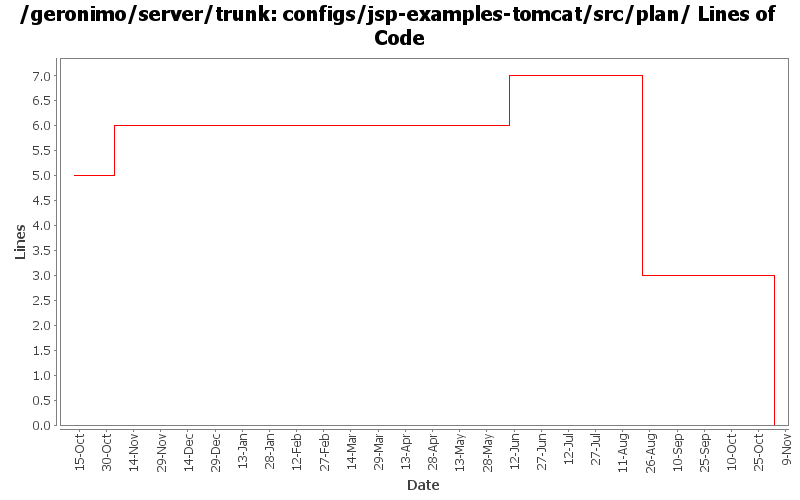 /geronimo/server/trunk: configs/jsp-examples-tomcat/src/plan/ Lines of
Code
7.0
6.5
6.0
5.5
5.0
4.5
4.0
3.5
3.0
2.5
2.0
1.5
1.0
0.5
0.0
Lines
15-Oct
30-Oct
14-Nov
29-Nov
14-Dec
29-Dec
13-Jan
28-Jan
12-Feb
27-Feb
14-Mar
29-Mar
13-Apr
28-Apr
13-May
28-May
12-Jun
27-Jun
12-Jul
27-Jul
11-Aug
26-Aug
10-Sep
25-Sep
10-Oct
25-Oct
9-Nov
Date